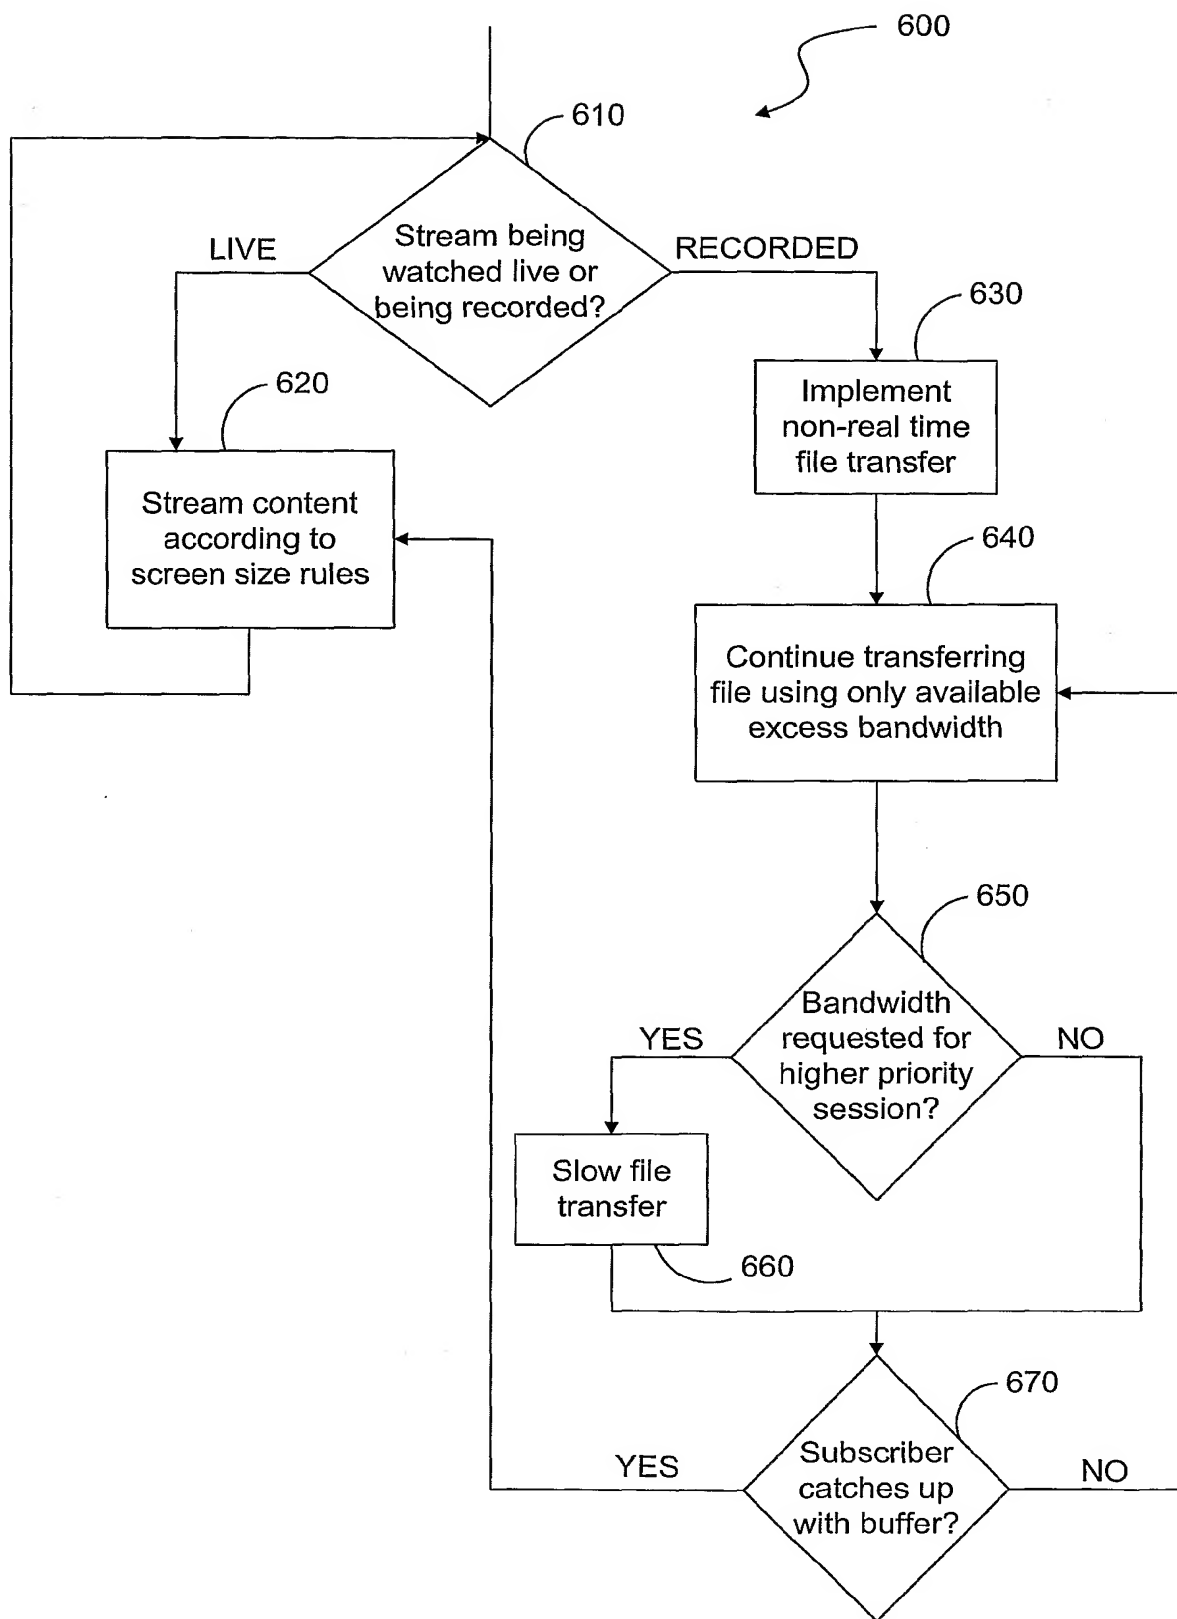 600
610
Stream being
watched live or
being recorded?
LIVE
RECORDED
620
630
Implement
non-real time
file transfer
Stream content
according to
screen size rules
640
Continue transferring
file using only available
excess bandwidth
650
Bandwidth
requested for
higher priority
session?
YES
NO
Slow file
transfer
660
670
Subscriber
catches up
with buffer?
YES
NO